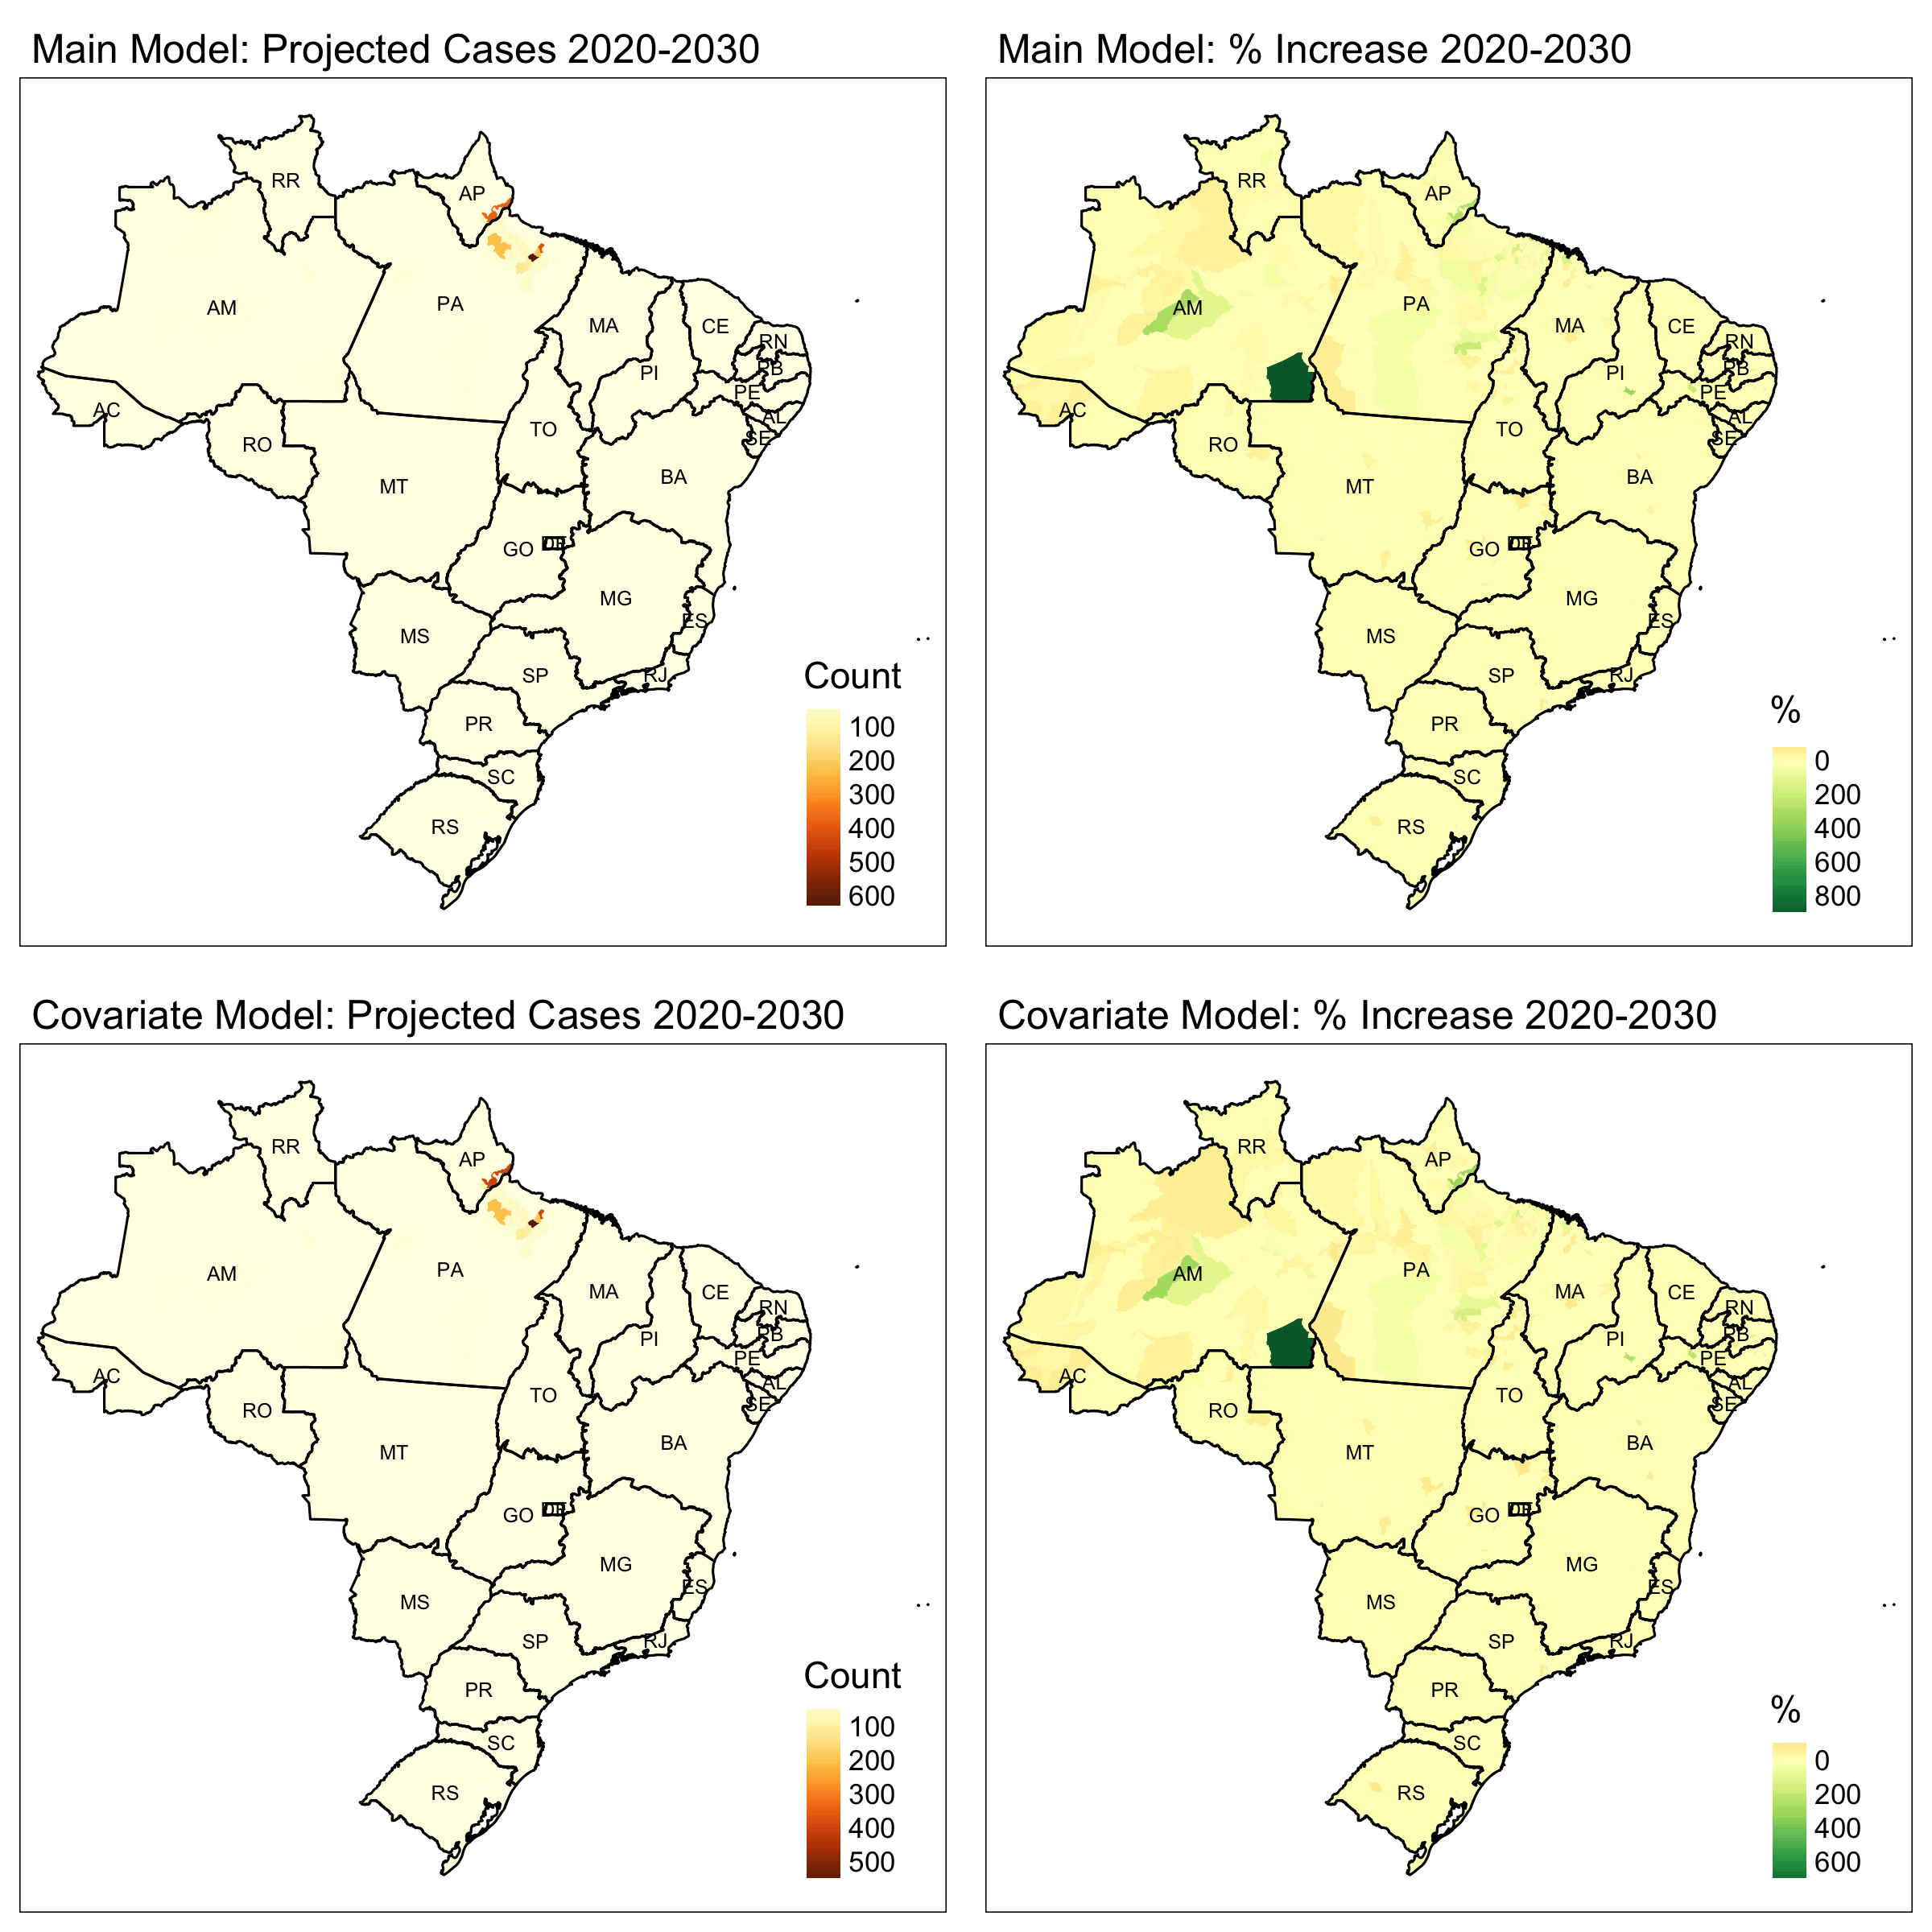 Main Model: Projected Cases 2020-2030
RR
AP
AM
PA
MA
CE
RN
PB
PI
PE
AC
AL
SE
RO
TO
MT
BA
GO
DF
MG
MS
ES
SP
RJ
PR
SC
RS
Count
100
200
300
400
500
600
Main Model: % Increase 2020-2030
RR
AP
AM
PA
MA
CE
RN
PB
PI
PE
AC
AL
SE
RO
TO
MT
BA
GO
DF
MG
MS
ES
SP
RJ
PR
SC
RS
%
0
200
400
600
800
Covariate Model: Projected Cases 2020-2030
RR
AP
AM
PA
MA
CE
RN
PB
PI
PE
AC
AL
SE
RO
TO
MT
BA
GO
DF
MG
MS
ES
SP
RJ
PR
SC
RS
Count
100
200
300
400
500
Covariate Model: % Increase 2020-2030
RR
AP
AM
PA
MA
CE
RN
PB
PI
PE
AC
AL
SE
RO
TO
MT
BA
GO
DF
MG
MS
ES
SP
RJ
PR
SC
RS
%
0
200
400
600